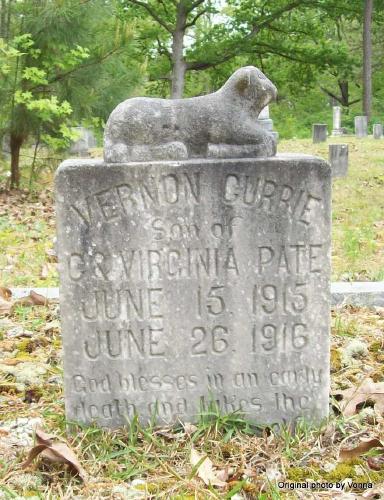 VERNON CURRIE
Son of
C & VIRGINIA PATE
JUNE 15. 1915
JUNE 26. 1916
God blesses in an early
death and takes the
Original photo by Vonna